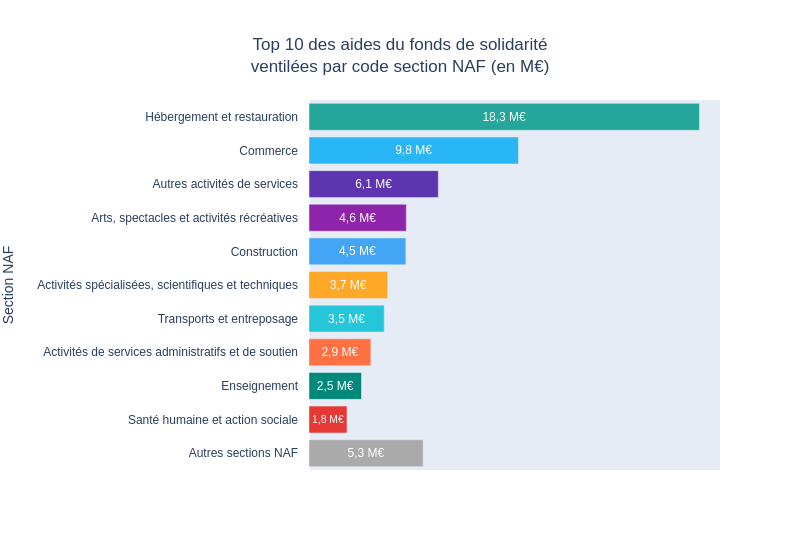 Top 10 des aides du fonds de solidarité
ventilées par code section NAF (en M€)
Section NAF
Hébergement et restauration 18,3 M€
Commerce 9,8 M€
Autres activités de services 6,1 M€
Arts, spectacles et activités récréatives 4,6 M€
Construction 4,5 M€
Activités spécialisées, scientifiques et techniques 3,7 M€
Transports et entreposage 3,5 M€
Activités de services administratifs et de soutien 2,9 M€
Enseignement 2,5 M€
Santé humaine et action sociale 1,8 M€
Autres sections NAF 5,3 M€